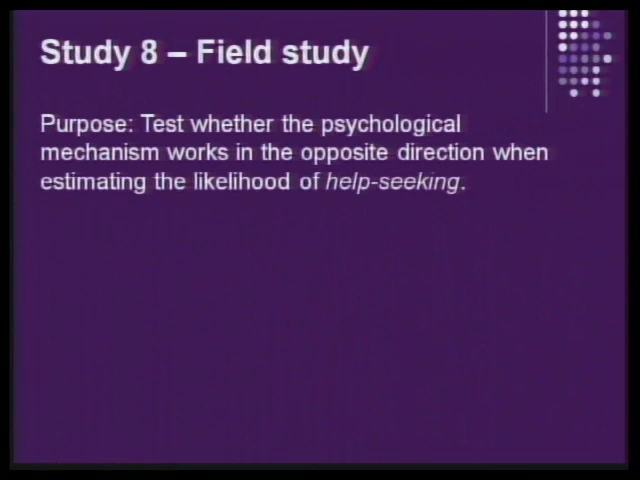 Study 8 – Field study
Purpose: Test whether the psychological
mechanism works in the opposite direction when
estimating the likelihood of help-seeking.